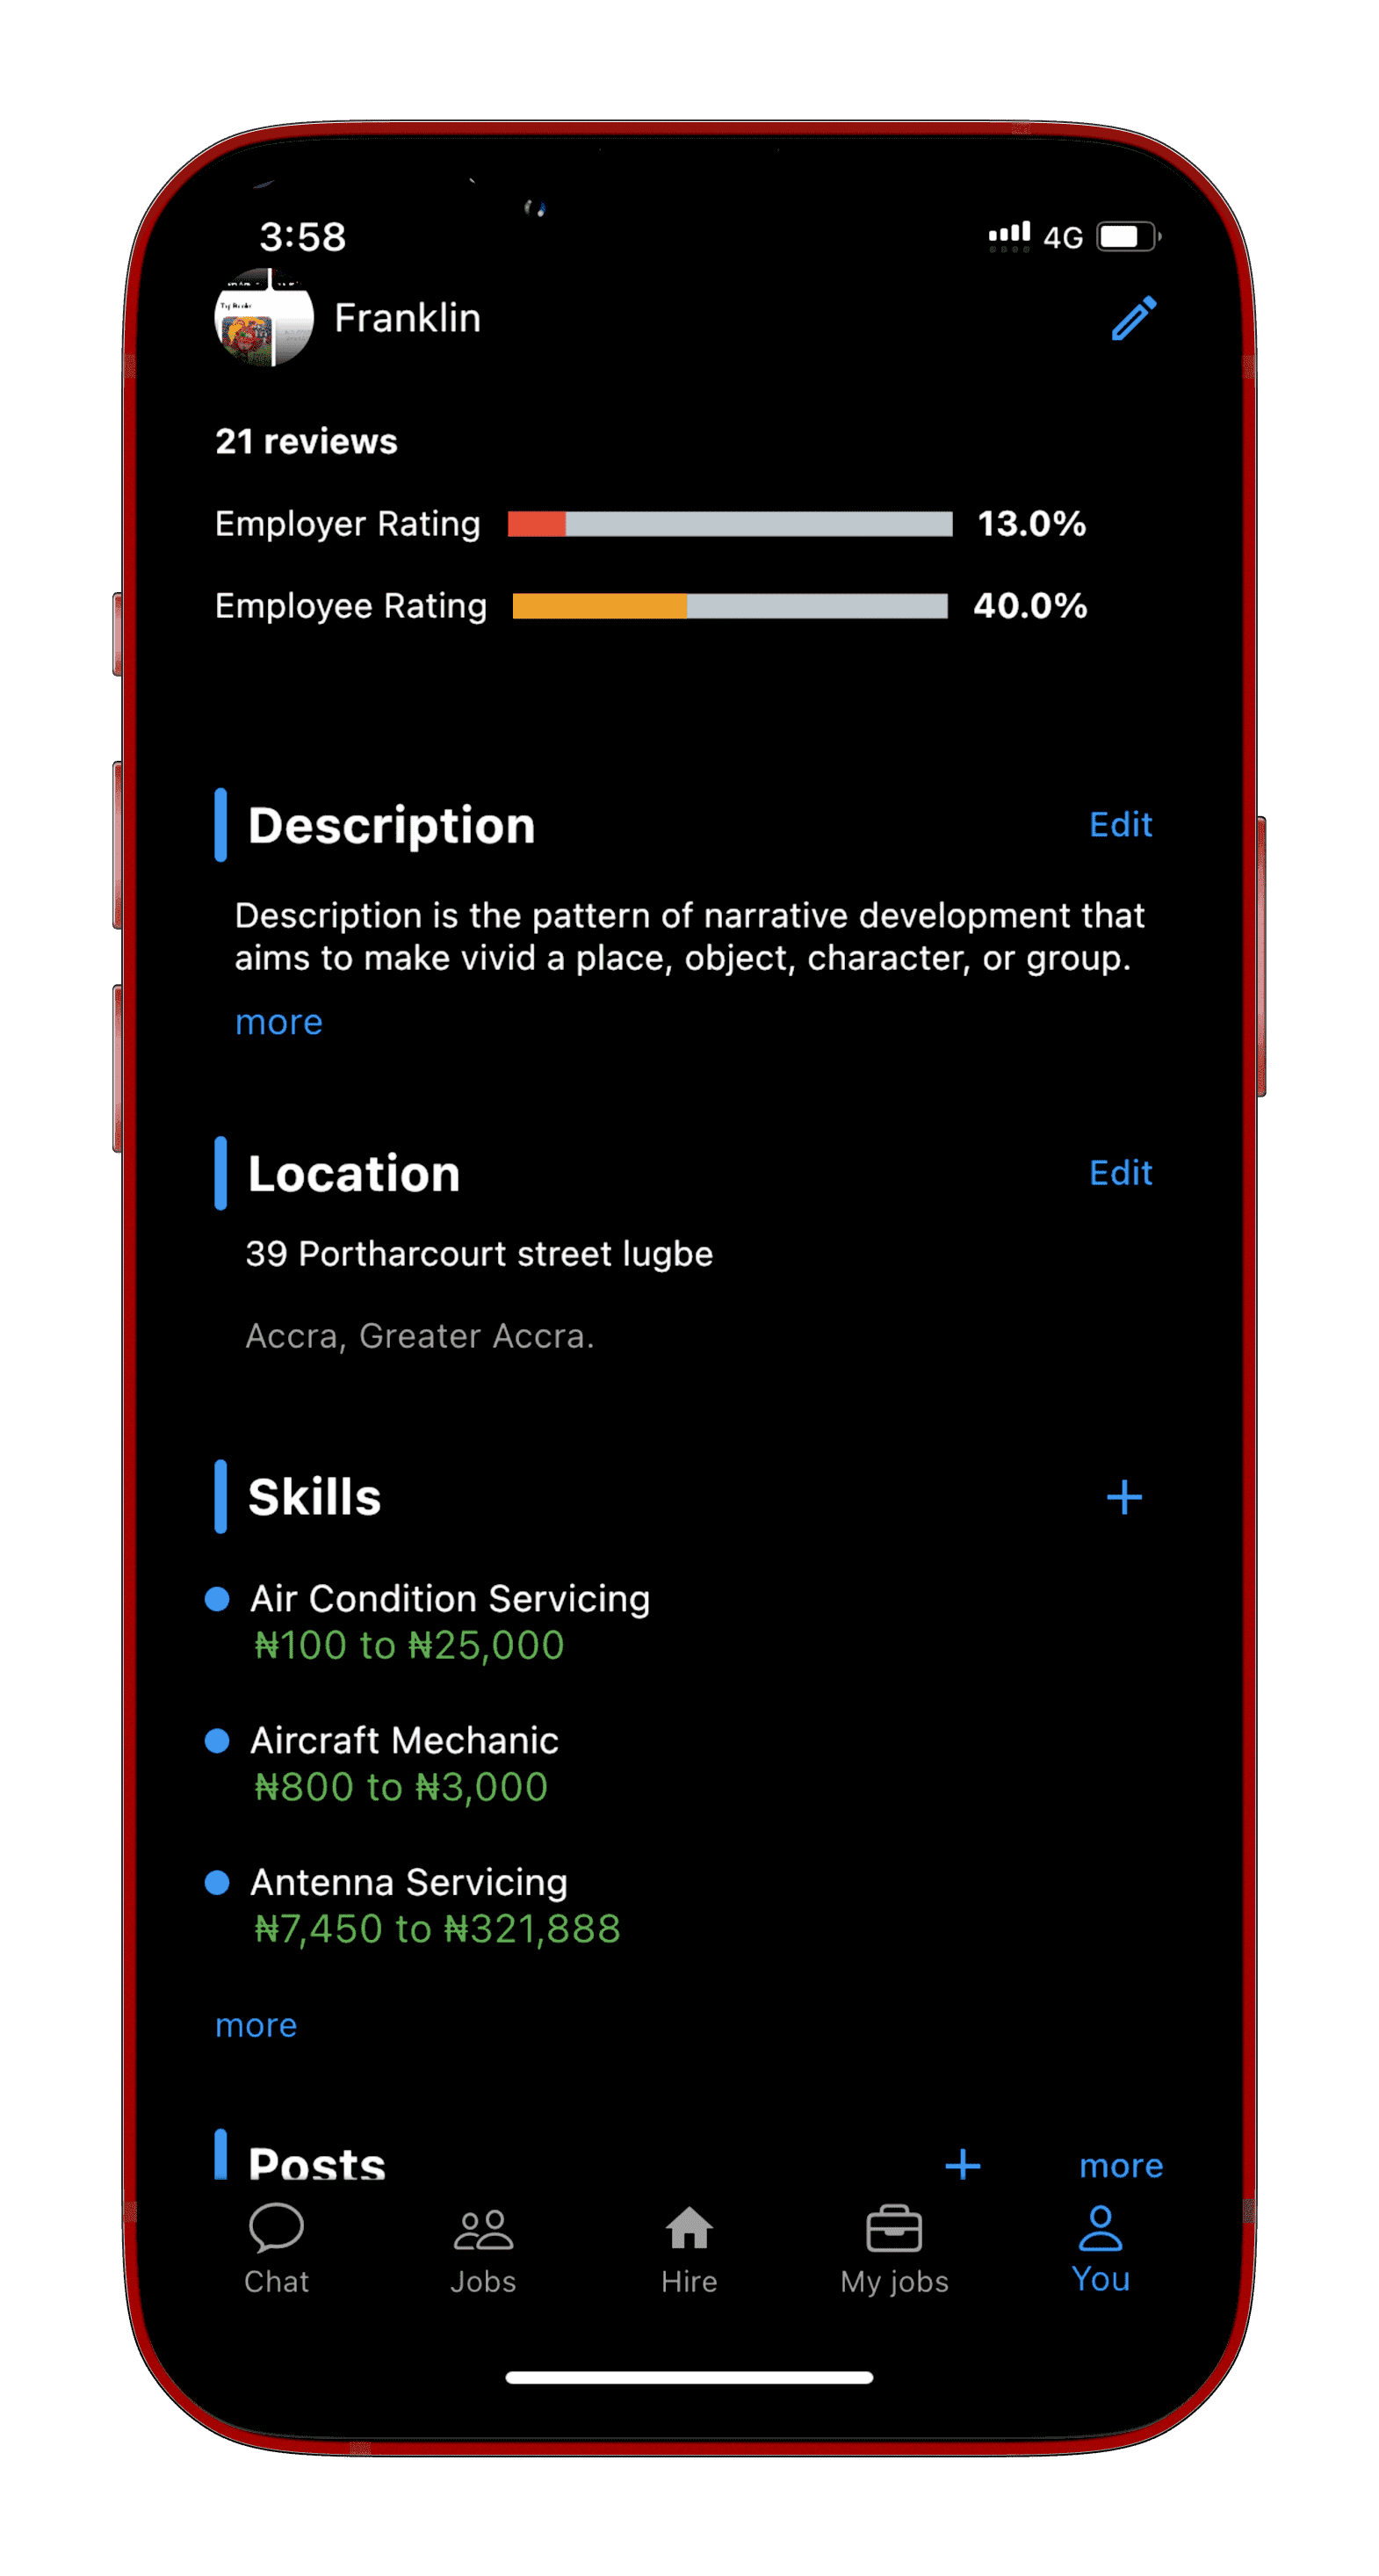 3:58
4G
Franklin
21 reviews
Employer Rating 13.0%
Employee Rating 40.0%
Description Edit
Description is the pattern of narrative development that
aims to make vivid a place, object, character, or group.
more
Location Edit
39 Portharcourt street lugbe
Accra, Greater Accra.
Skills +
Air Condition Servicing
₦100 to ₦25,000
Aircraft Mechanic
₦800 to ₦3,000
Antenna Servicing
₦7,450 to ₦321,888
more
Posts + more
Chat Jobs Hire My jobs You